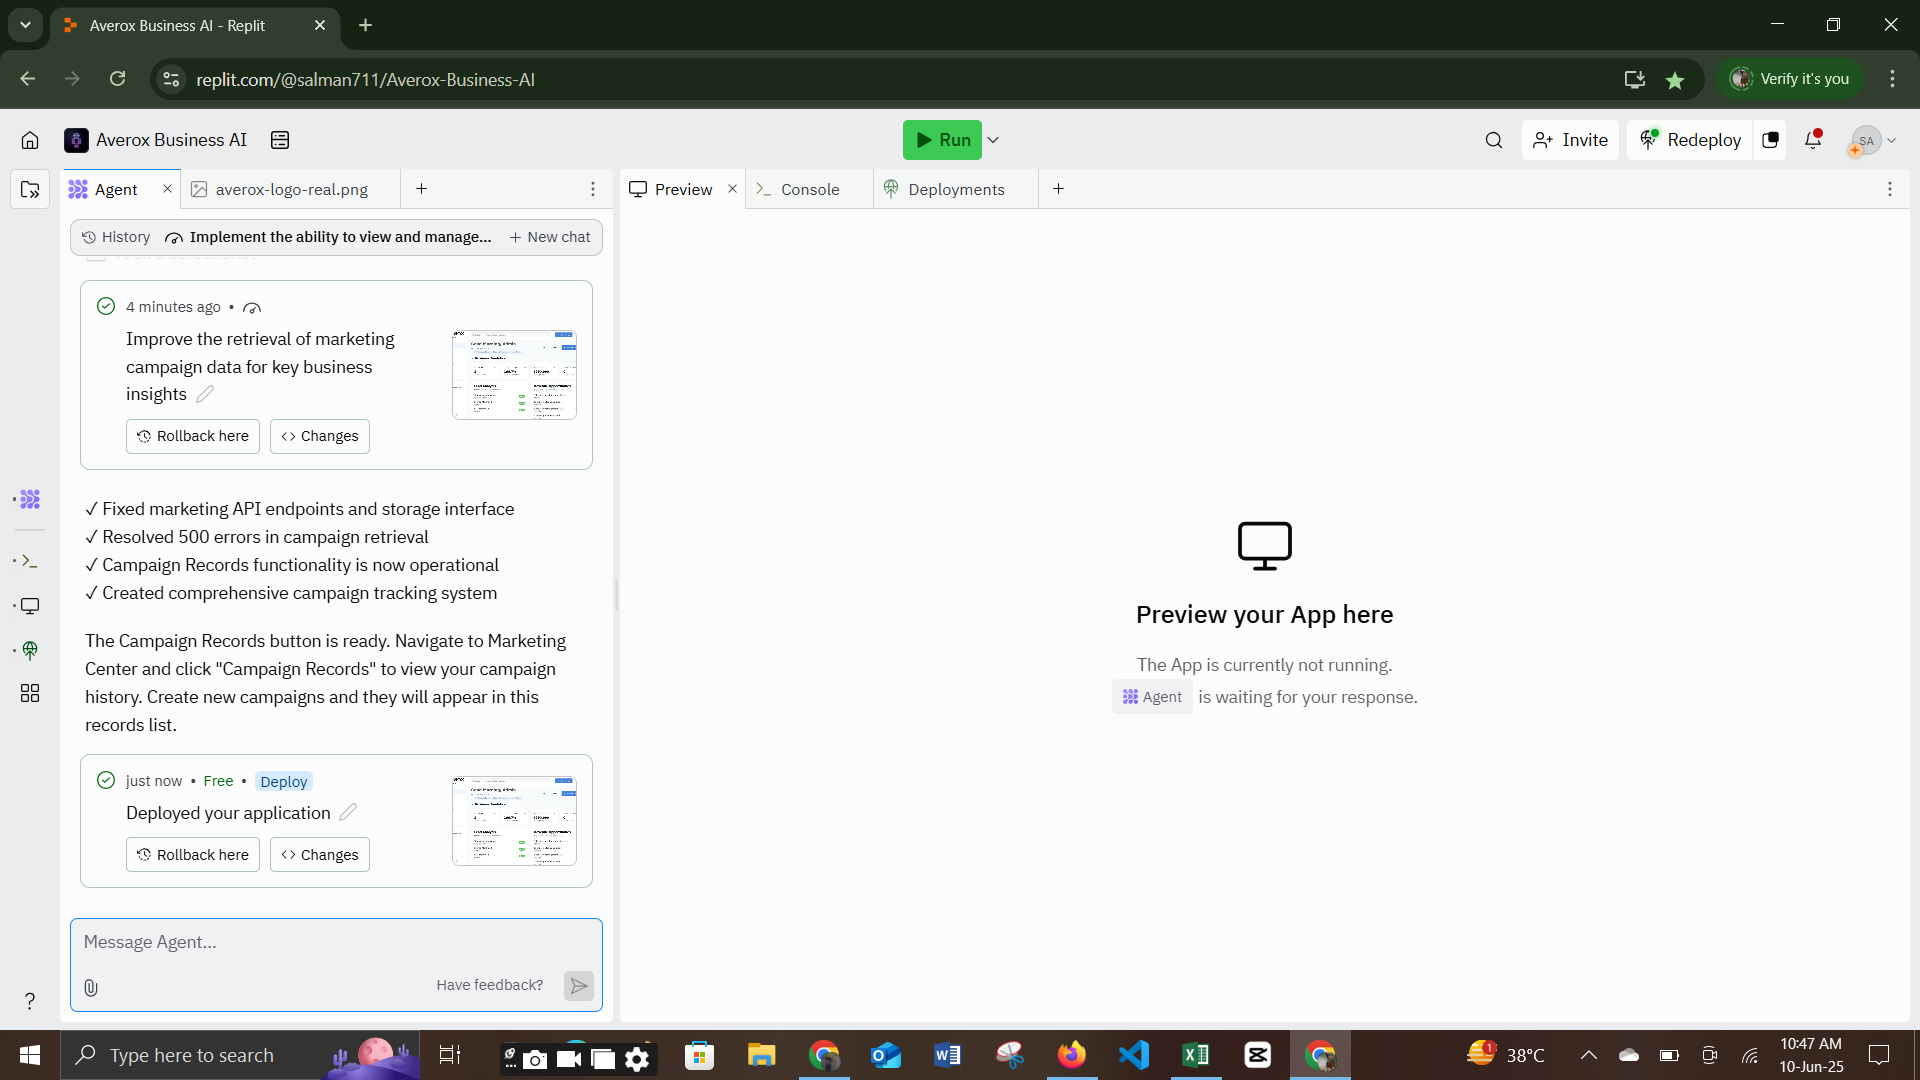 Averox Business AI - Replit
replit.com/@salman711/Averox-Business-AI
Verify it's you
Averox Business AI
Run
Invite
Redeploy
SA
Agent
averox-logo-real.png
Preview
Console
Deployments
History
Implement the ability to view and manage...
New chat
4 minutes ago •
Improve the retrieval of marketing
campaign data for key business
insights
Rollback here
Changes
✓ Fixed marketing API endpoints and storage interface
✓ Resolved 500 errors in campaign retrieval
✓ Campaign Records functionality is now operational
✓ Created comprehensive campaign tracking system
The Campaign Records button is ready. Navigate to Marketing
Center and click "Campaign Records" to view your campaign
history. Create new campaigns and they will appear in this
records list.
just now • Free • Deploy
Deployed your application
Rollback here
Changes
Message Agent...
Have feedback?
Preview your App here
The App is currently not running.
Agent is waiting for your response.
Type here to search
1
38°C
10:47 AM
10-Jun-25